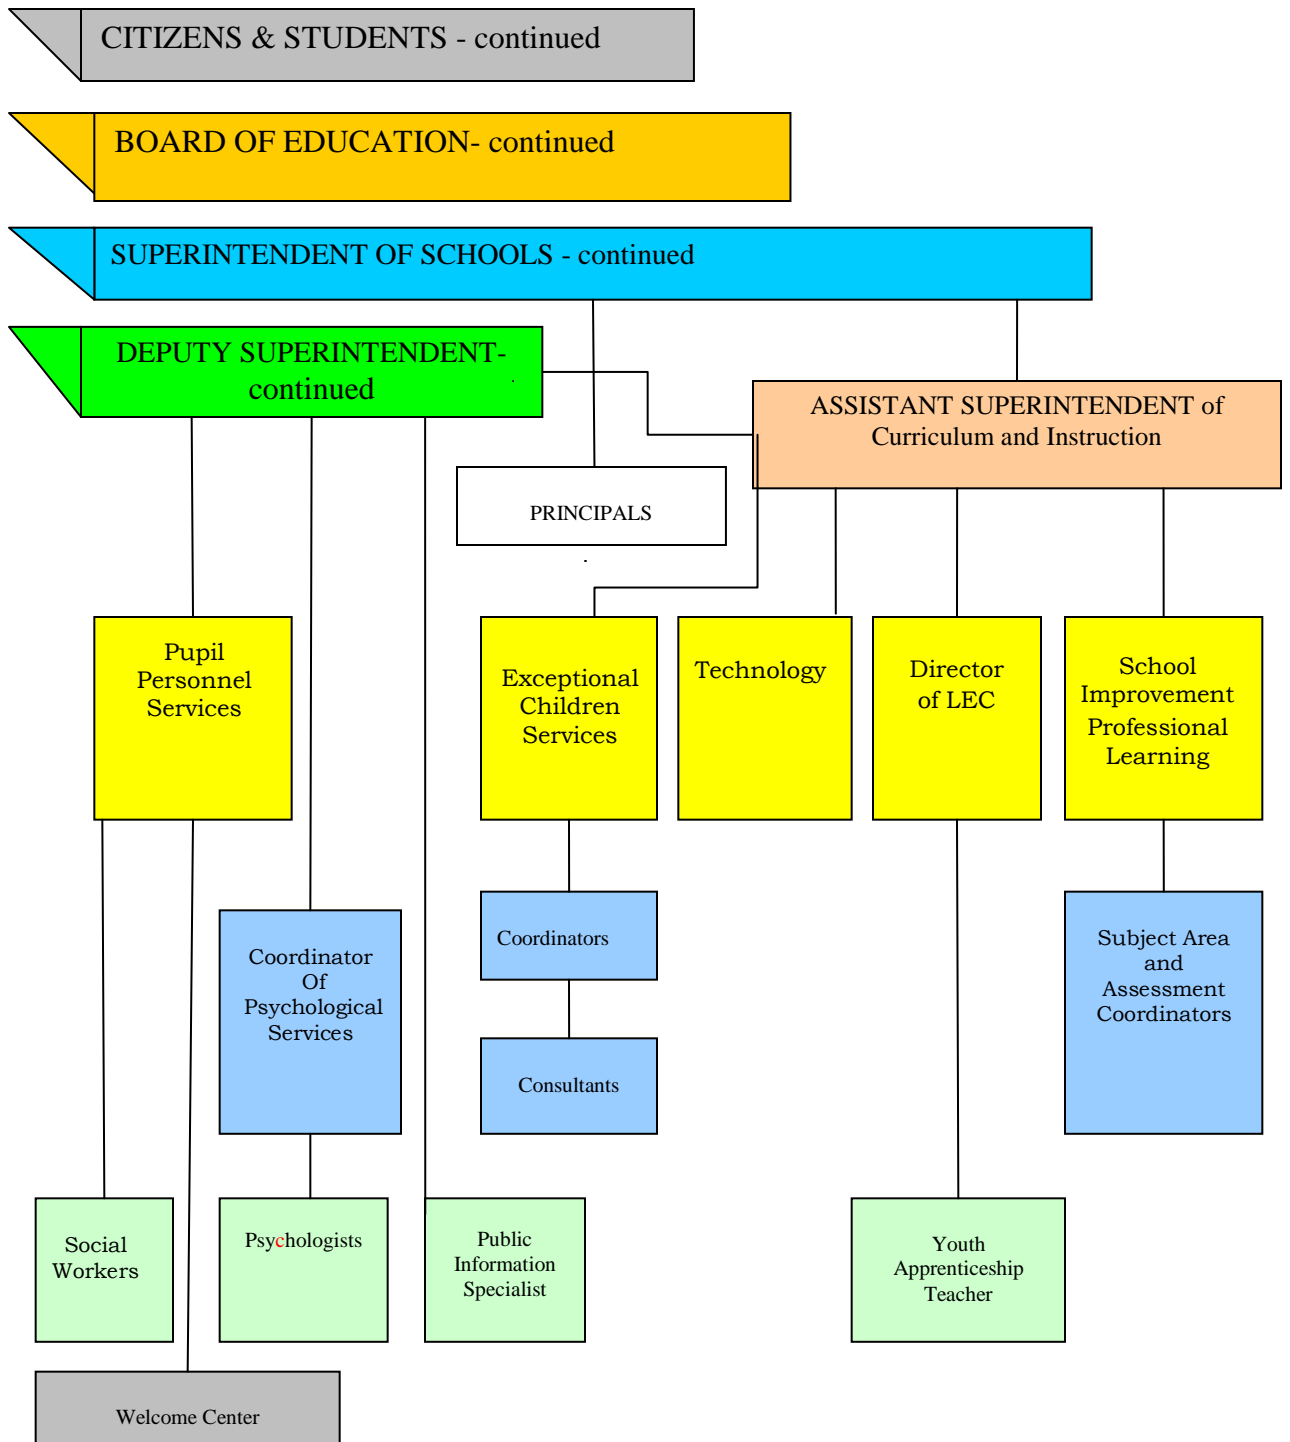 CITIZENS & STUDENTS - continued
BOARD OF EDUCATION- continued
SUPERINTENDENT OF SCHOOLS - continued
DEPUTY SUPERINTENDENT-
continued
ASSISTANT SUPERINTENDENT of
Curriculum and Instruction
PRINCIPALS
Pupil
Personnel
Services
Exceptional
Children
Services
Technology
Director
of LEC
School
Improvement
Professional
Learning
Coordinator
Of
Psychological
Services
Coordinators
Consultants
Subject Area
and
Assessment
Coordinators
Social
Workers
Psychologists
Public
Information
Specialist
Youth
Apprenticeship
Teacher
Welcome Center